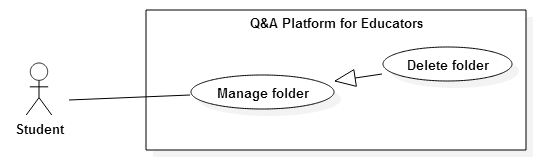 Q&A Platform for Educators
Delete folder
Manage folder
Student